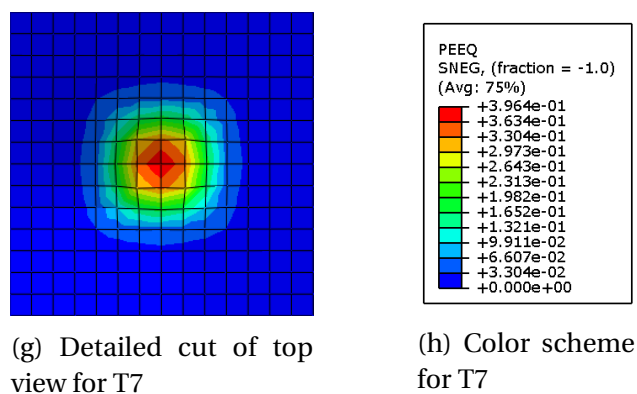 PEEQ
SNEG, (fraction = -1.0)
(Avg: 75%)
+3.964e-01
+3.634e-01
+3.304e-01
+2.973e-01
+2.643e-01
+2.313e-01
+1.982e-01
+1.652e-01
+1.321e-01
+9.911e-02
+6.607e-02
+3.304e-02
+0.000e+00
(g) Detailed cut of top
view for T7
(h) Color scheme
for T7